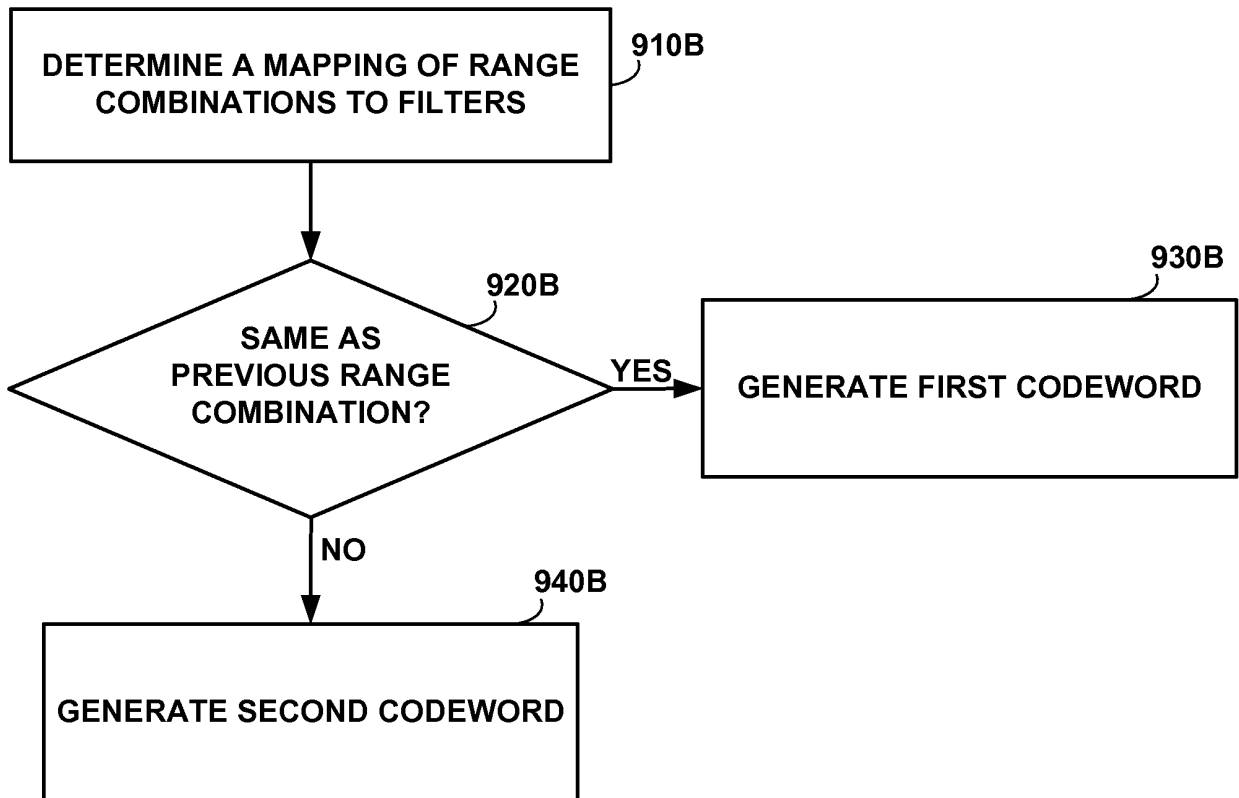 910B
DETERMINE A MAPPING OF RANGE
COMBINATIONS TO FILTERS
920B
SAME AS
PREVIOUS RANGE
COMBINATION?
YES
930B
GENERATE FIRST CODEWORD
NO
940B
GENERATE SECOND CODEWORD